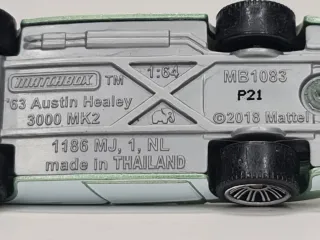 MATCHBOX TM
1:64
'63 Austin Healey
3000 MK2
MB1083
P21
©2018 Mattel
1186 MJ, 1, NL
made in THAILAND